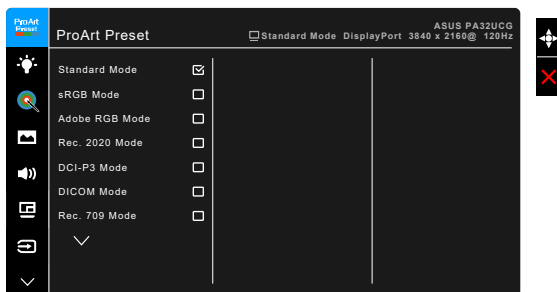 ProArt
Preset
ProArt Preset
ASUS PA32UCG
Standard Mode DisplayPort 3840 x 2160@ 120Hz
Standard Mode
sRGB Mode
Adobe RGB Mode
Rec. 2020 Mode
DCI-P3 Mode
DICOM Mode
Rec. 709 Mode